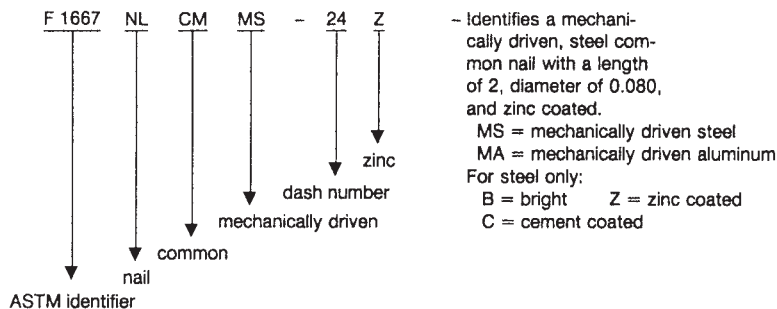 F 1667 NL CM MS - 24 Z
zinc
dash number
mechanically driven
common
nail
ASTM identifier
– Identifies a mechani-
cally driven, steel com-
mon nail with a length
of 2, diameter of 0.080,
and zinc coated.
MS = mechanically driven steel
MA = mechanically driven aluminum
For steel only:
B = bright Z = zinc coated
C = cement coated